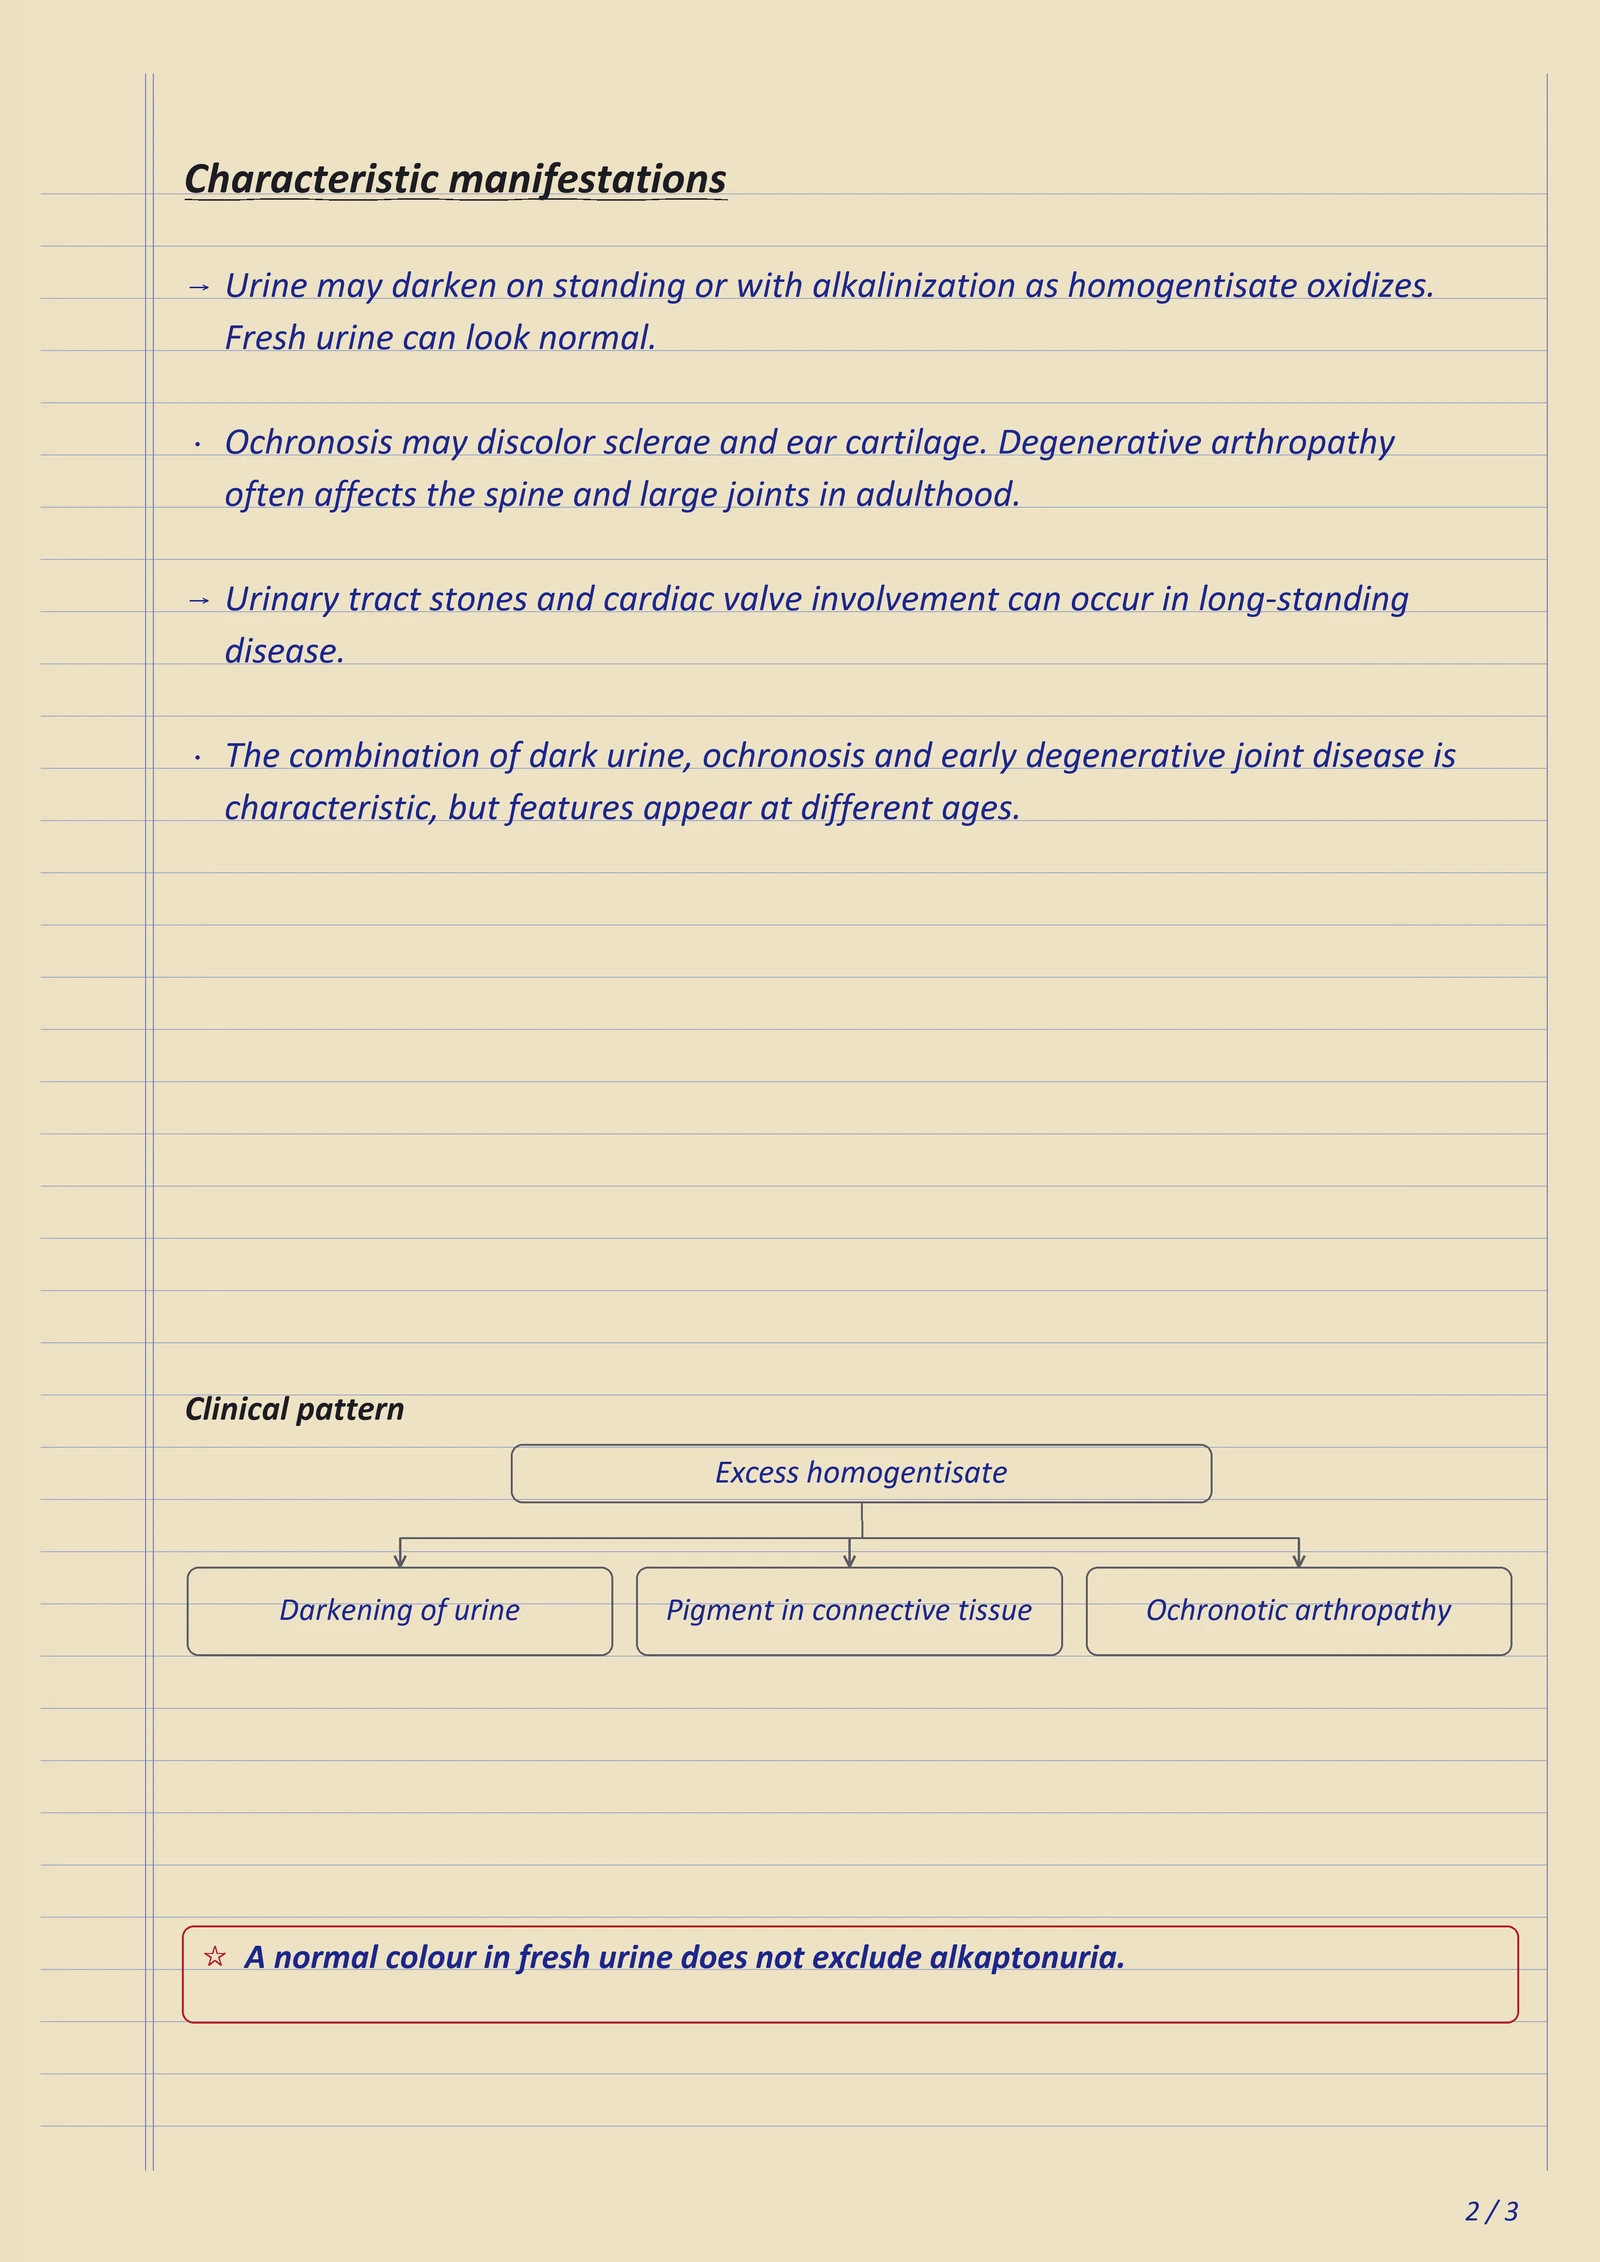 Characteristic manifestations
→ Urine may darken on standing or with alkalinization as homogentisate oxidizes.
Fresh urine can look normal.
· Ochronosis may discolor sclerae and ear cartilage. Degenerative arthropathy
often affects the spine and large joints in adulthood.
→ Urinary tract stones and cardiac valve involvement can occur in long-standing
disease.
· The combination of dark urine, ochronosis and early degenerative joint disease is
characteristic, but features appear at different ages.
Clinical pattern
Excess homogentisate
Darkening of urine
Pigment in connective tissue
Ochronotic arthropathy
☆ A normal colour in fresh urine does not exclude alkaptonuria.
2 / 3